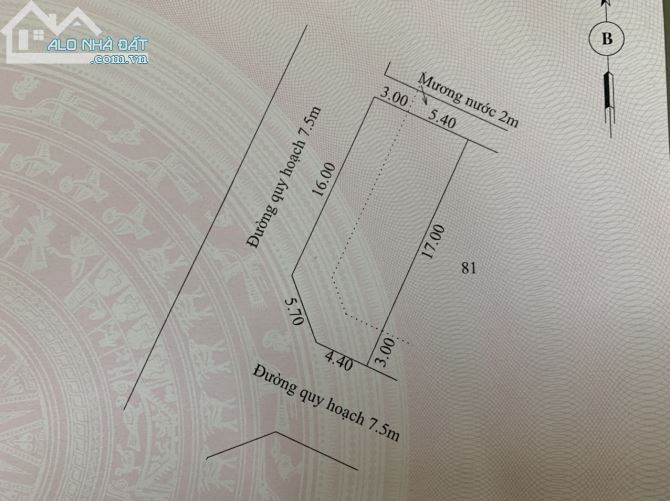 ALO NHÀ ĐẤT
.com.vn
B
Mương nước 2m
3.00
5.40
Đường quy hoạch 7.5m
16.00
17.00
81
5.70
4.40
3.00
Đường quy hoạch 7.5m